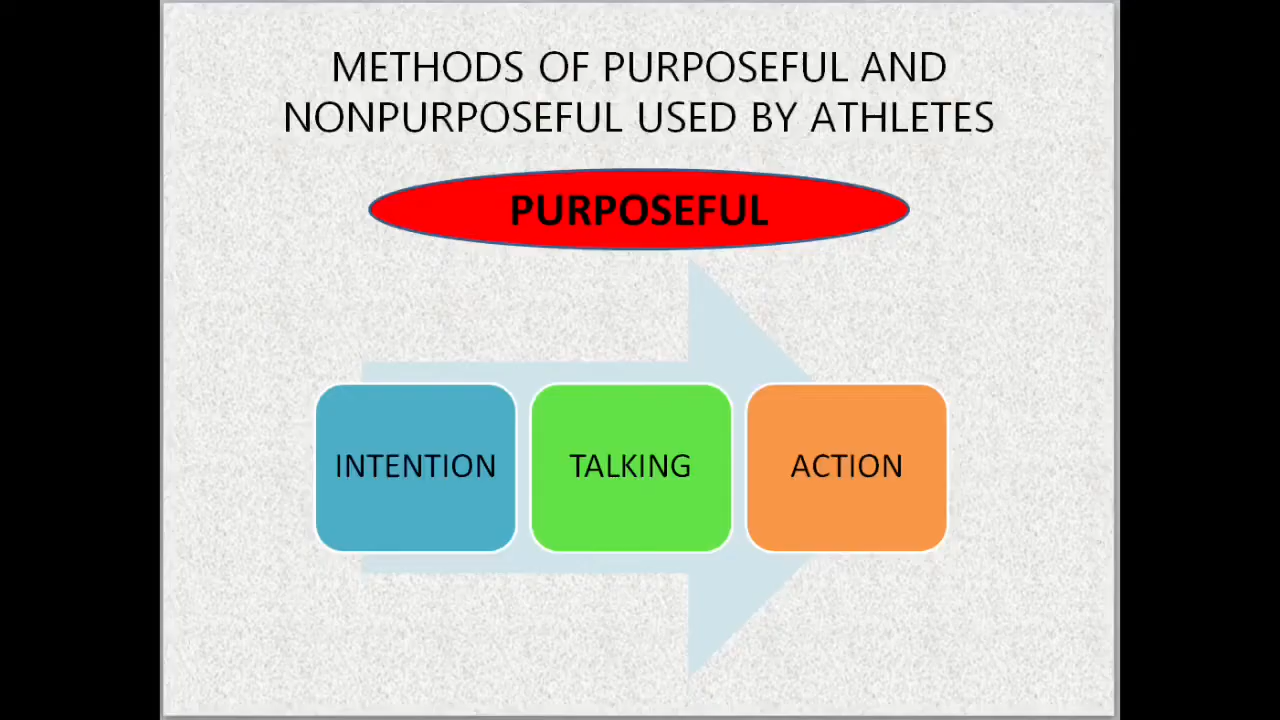 METHODS OF PURPOSEFUL AND
NONPURPOSEFUL USED BY ATHLETES
PURPOSEFUL
INTENTION
TALKING
ACTION